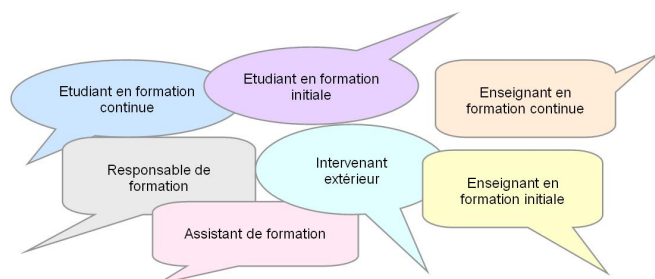 Etudiant en formation
continue
Etudiant en formation
initiale
Enseignant en
formation continue
Responsable de
formation
Intervenant
extérieur
Enseignant en
formation initiale
Assistant de formation